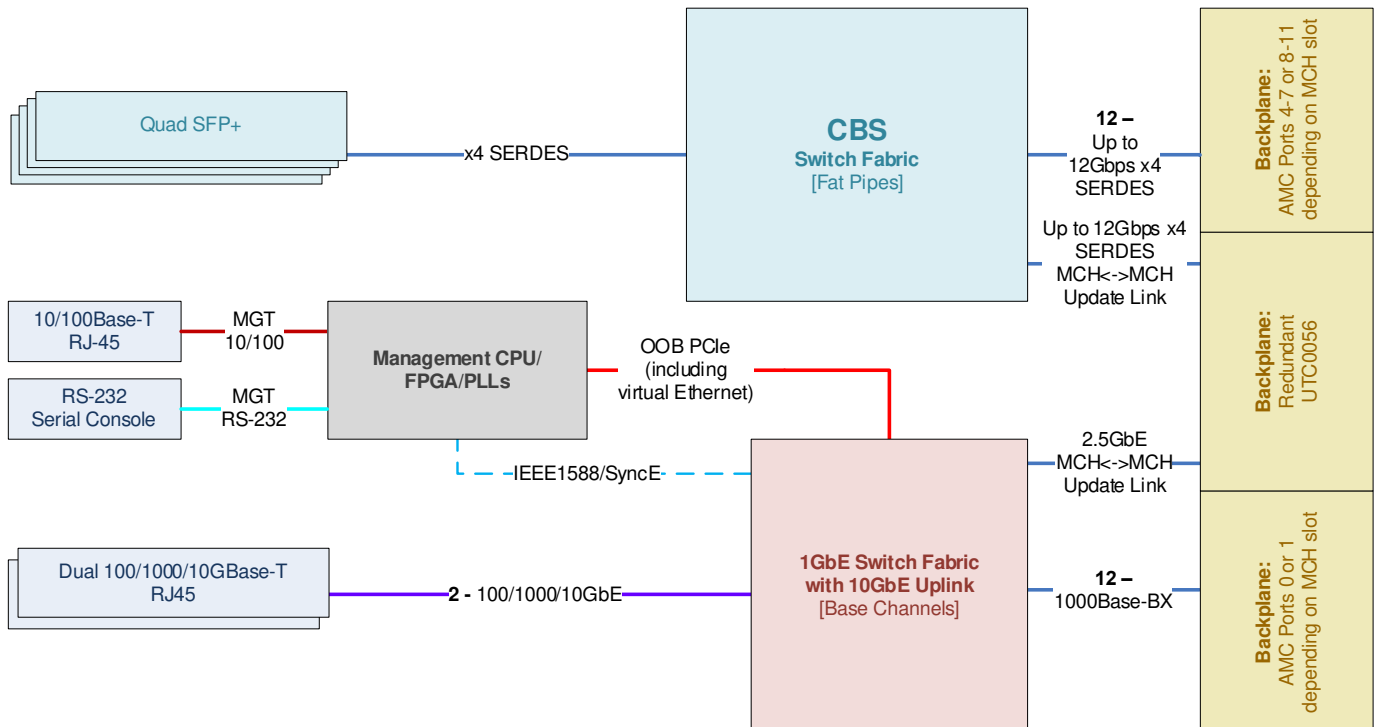 Quad SFP+
x4 SERDES
CBS
Switch Fabric
[Fat Pipes]
12 –
Up to
12Gbps x4
SERDES
Backplane:
AMC Ports 4-7 or 8-11
depending on MCH slot
Up to 12Gbps x4
SERDES
MCH<->MCH
Update Link
10/100Base-T
RJ-45
MGT
10/100
Management CPU/
FPGA/PLLs
RS-232
Serial Console
MGT
RS-232
OOB PCIe
(including
virtual Ethernet)
Backplane:
Redundant
UTC0056
IEEE1588/SyncE
2.5GbE
MCH<->MCH
Update Link
Dual 100/1000/10GBase-T
RJ45
2 - 100/1000/10GbE
1GbE Switch Fabric
with 10GbE Uplink
[Base Channels]
12 –
1000Base-BX
Backplane:
AMC Ports 0 or 1
depending on MCH slot